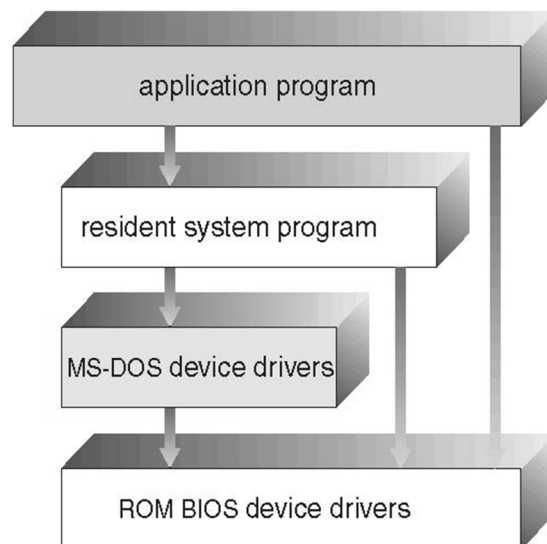 application program
resident system program
MS-DOS device drivers
ROM BIOS device drivers